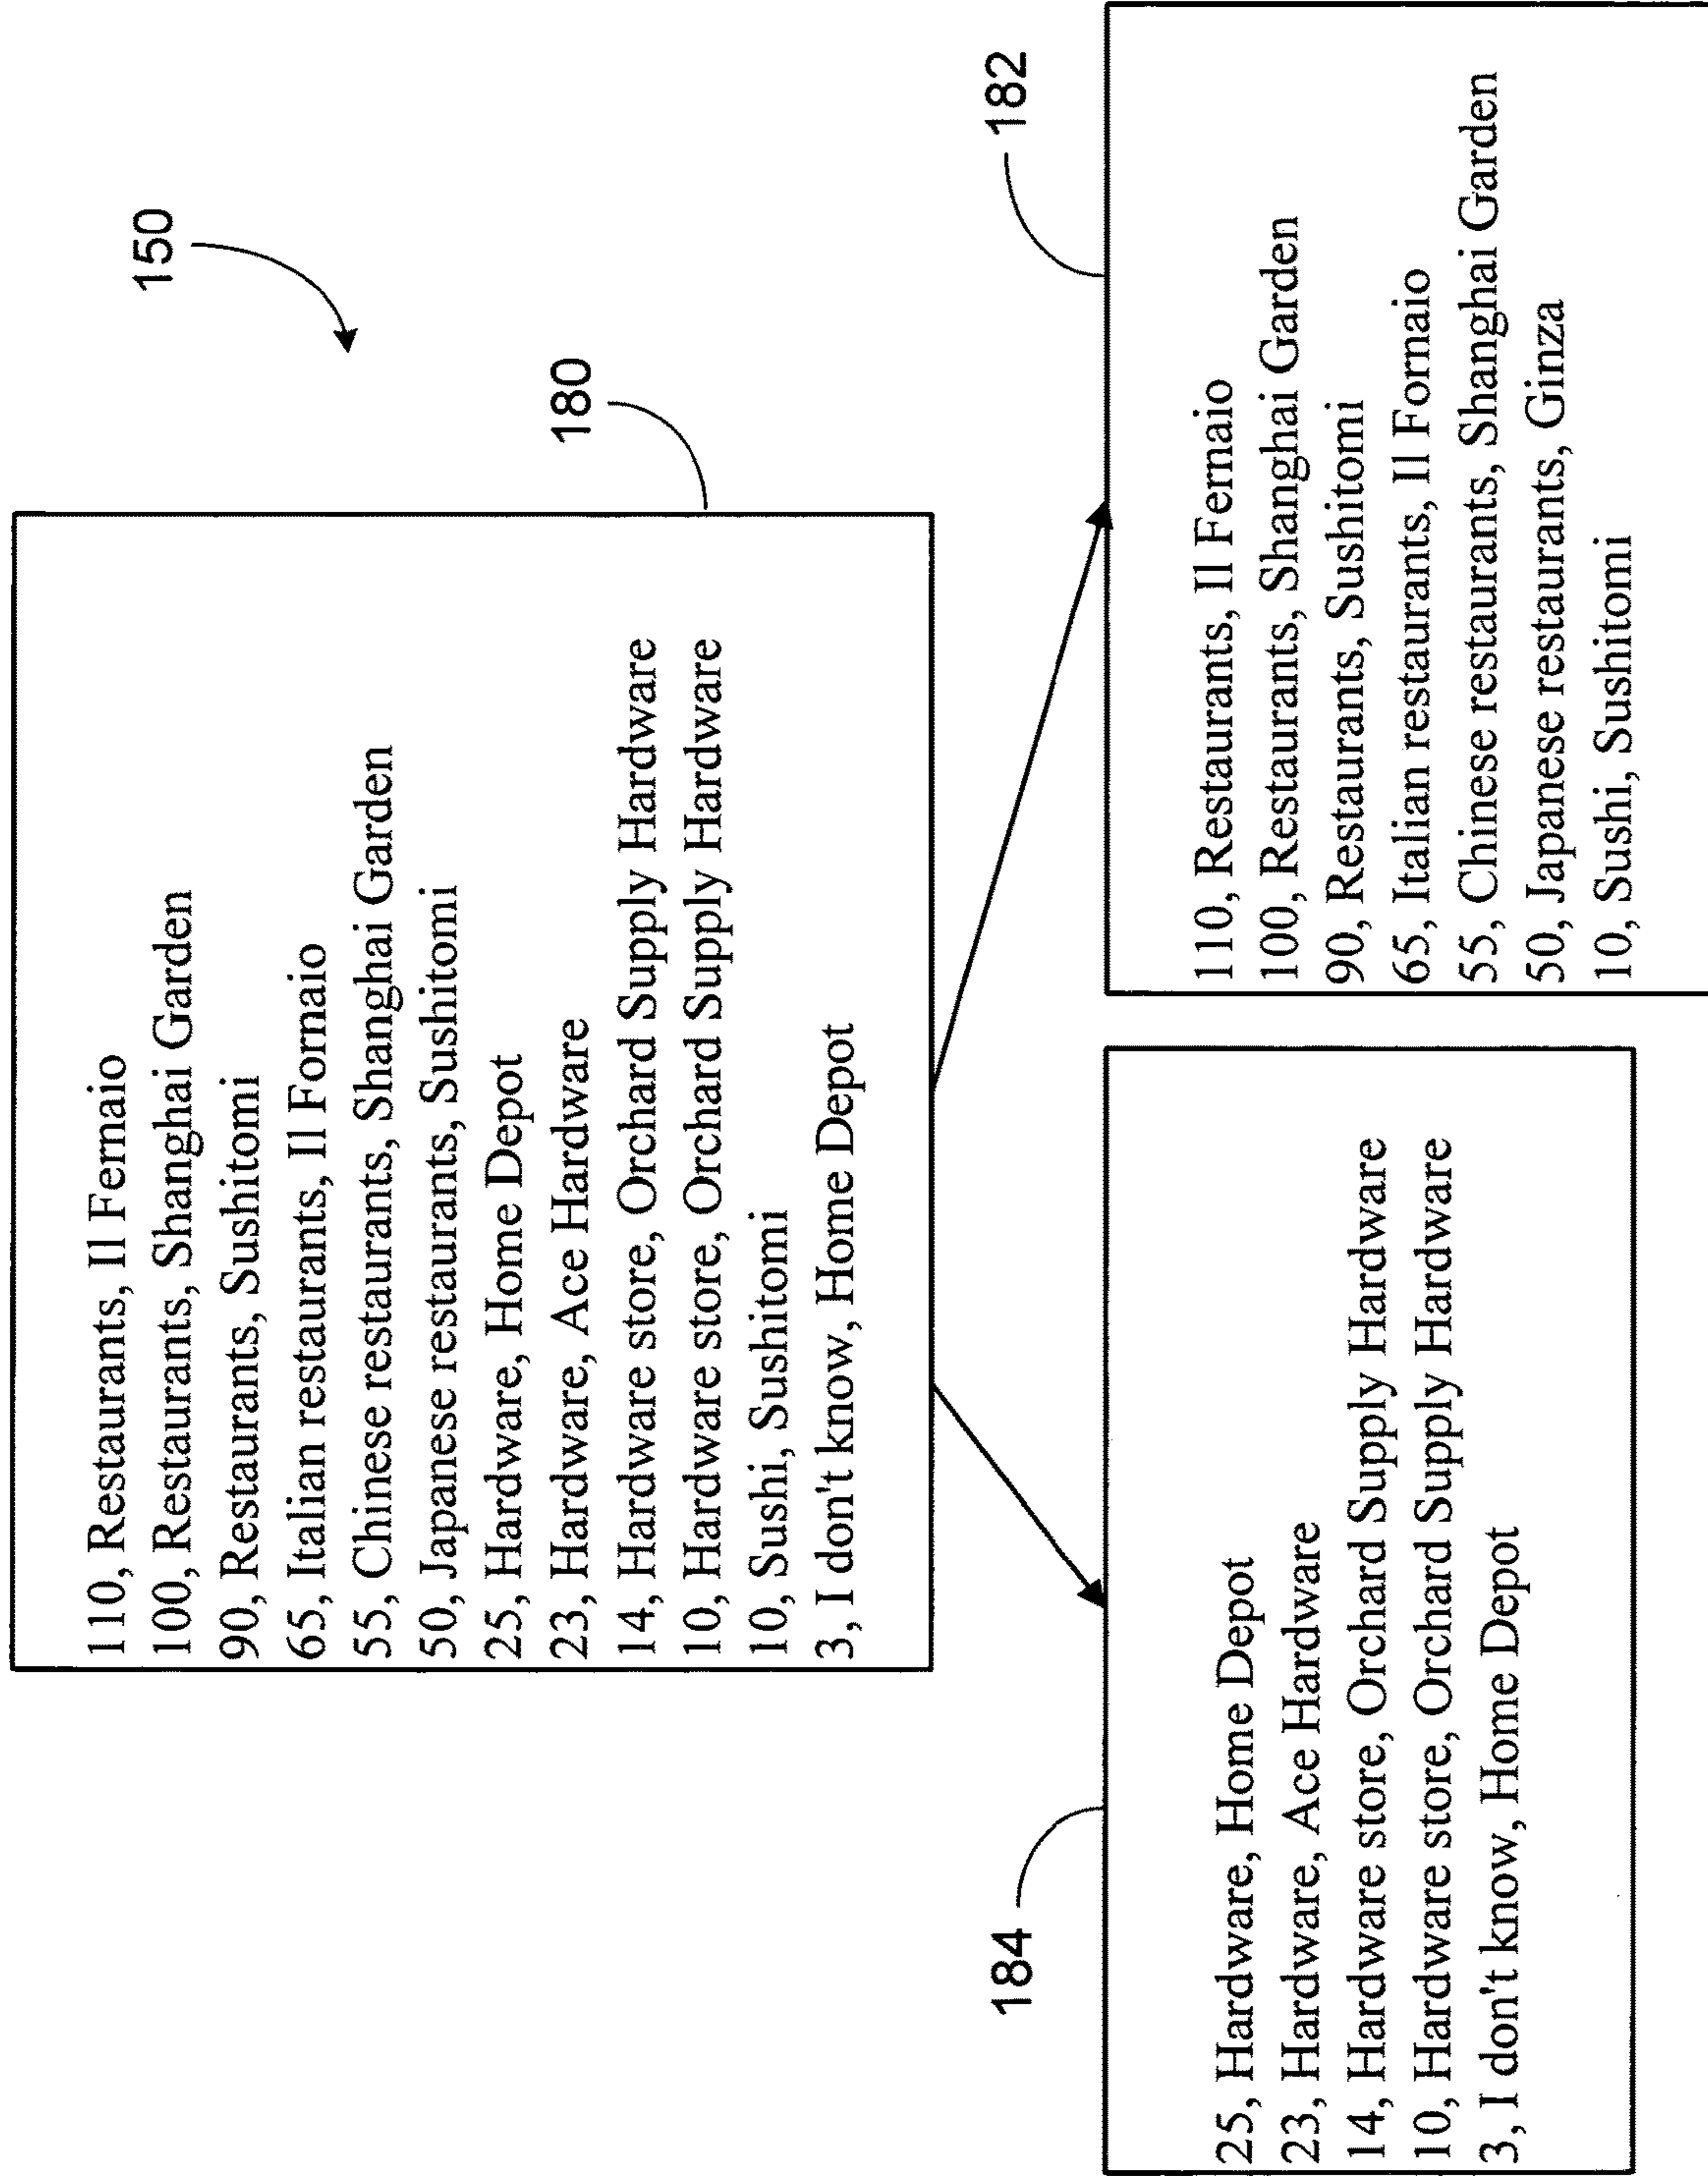 150
180
110, Restaurants, Il Fernaio
100, Restaurants, Shanghai Garden
90, Restaurants, Sushitomi
65, Italian restaurants, Il Fornaio
55, Chinese restaurants, Shanghai Garden
50, Japanese restaurants, Sushitomi
25, Hardware, Home Depot
23, Hardware, Ace Hardware
14, Hardware store, Orchard Supply Hardware
10, Hardware store, Orchard Supply Hardware
10, Sushi, Sushitomi
3, I don't know, Home Depot
184
25, Hardware, Home Depot
23, Hardware, Ace Hardware
14, Hardware store, Orchard Supply Hardware
10, Hardware store, Orchard Supply Hardware
3, I don't know, Home Depot
182
110, Restaurants, Il Fernaio
100, Restaurants, Shanghai Garden
90, Restaurants, Sushitomi
65, Italian restaurants, Il Fornaio
55, Chinese restaurants, Shanghai Garden
50, Japanese restaurants, Ginza
10, Sushi, Sushitomi